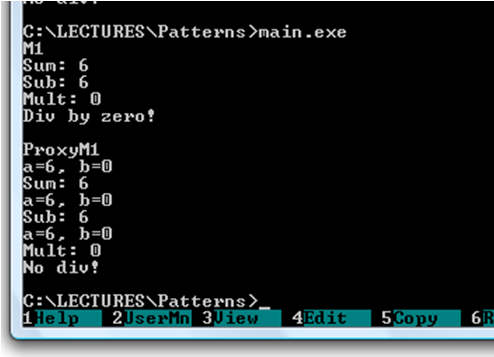 C:\LECTURES\Patterns>main.exe
M1
Sum: 6
Sub: 6
Mult: 0
Div by zero!
ProxyM1
a=6, b=0
Sum: 6
a=6, b=0
Sub: 6
a=6, b=0
Mult: 0
No div!
C:\LECTURES\Patterns>_
1Help 2UserMn 3View 4Edit 5Copy 6R